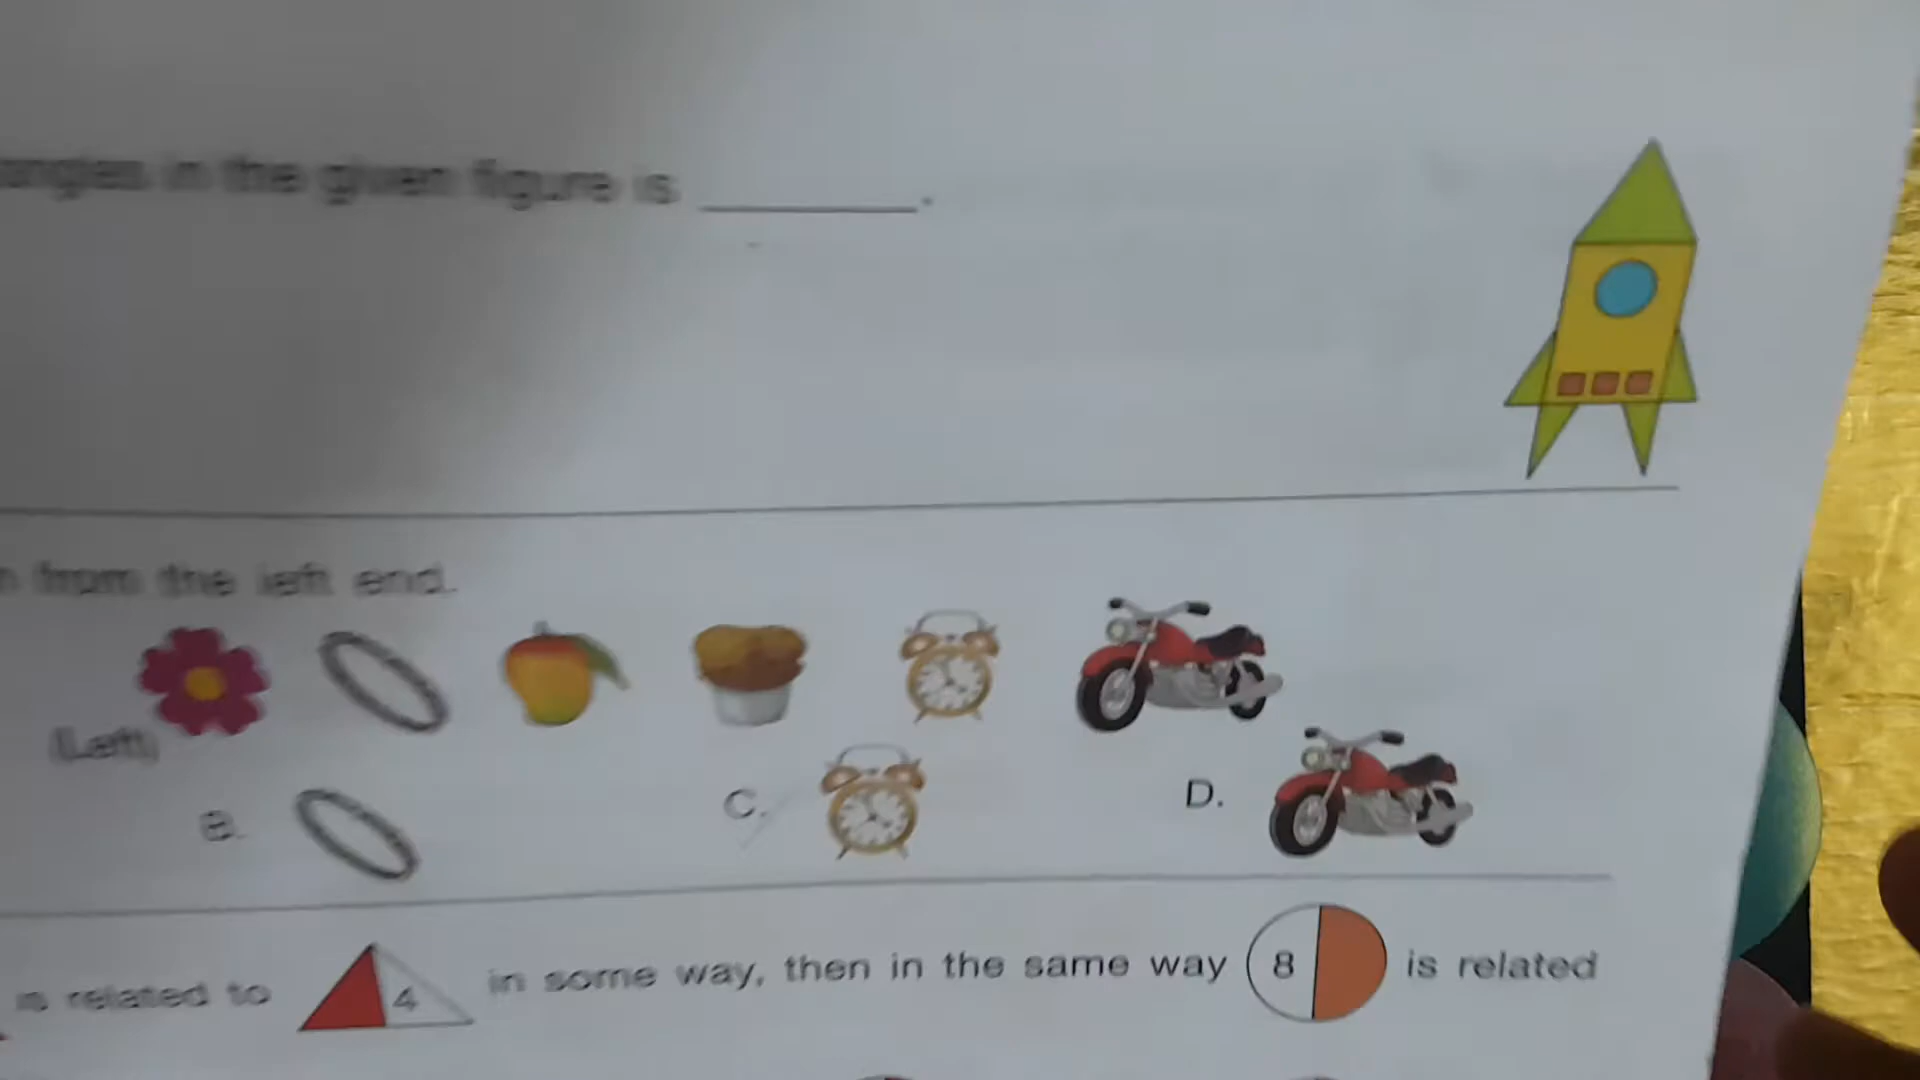 angles in the given figure is ________.
from the left end.
(Left)
B. C. D.
is related to 4 in some way, then in the same way 8 is related